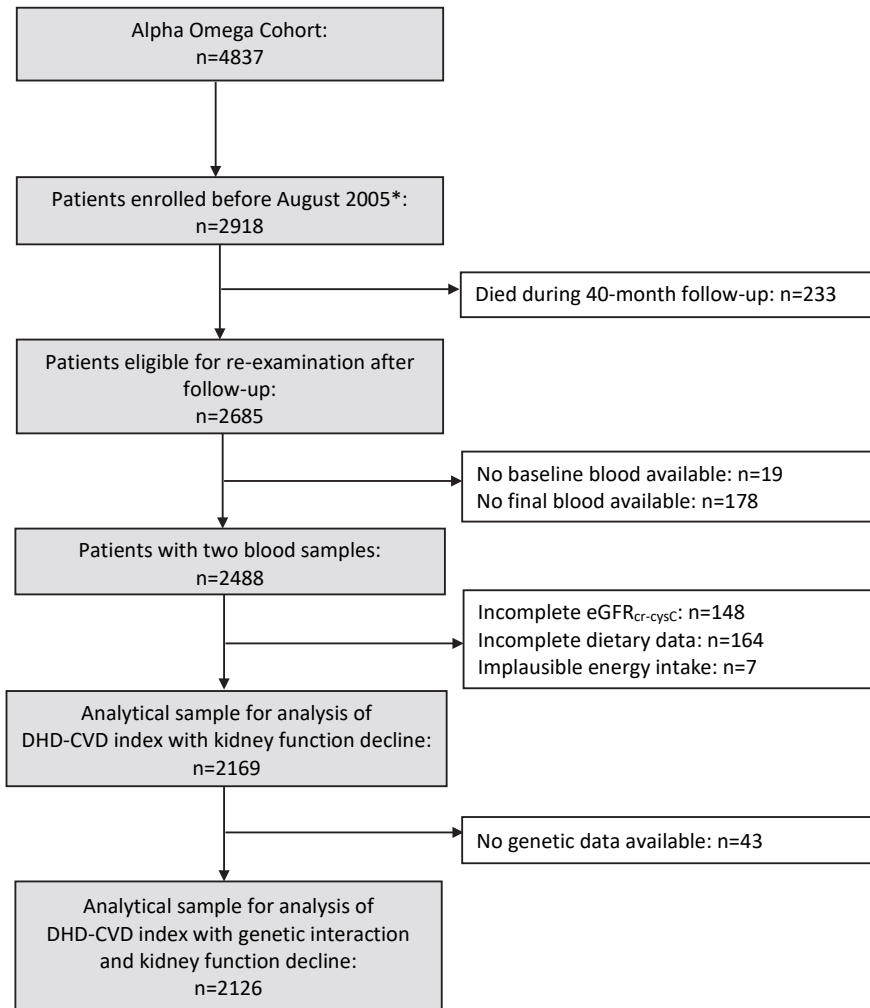 Alpha Omega Cohort:
n=4837
Patients enrolled before August 2005*:
n=2918
Died during 40-month follow-up: n=233
Patients eligible for re-examination after
follow-up:
n=2685
No baseline blood available: n=19
No final blood available: n=178
Patients with two blood samples:
n=2488
Incomplete eGFRcr-cysC: n=148
Incomplete dietary data: n=164
Implausible energy intake: n=7
Analytical sample for analysis of
DHD-CVD index with kidney function decline:
n=2169
No genetic data available: n=43
Analytical sample for analysis of
DHD-CVD index with genetic interaction
and kidney function decline:
n=2126